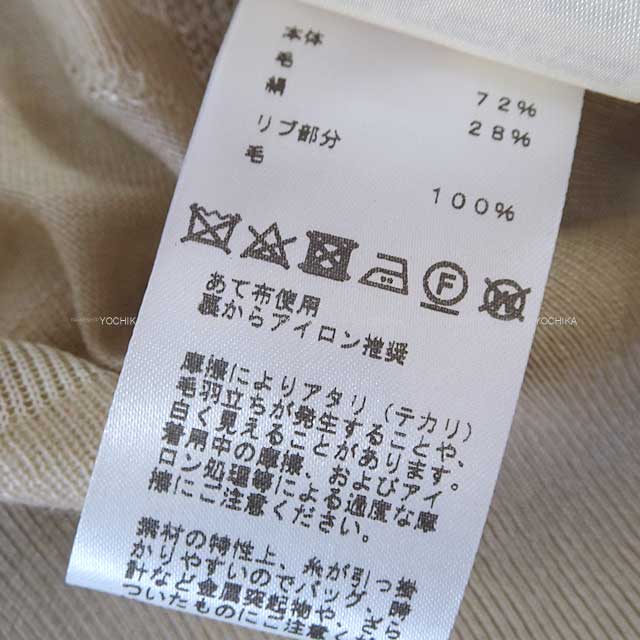 本体
毛 72%
絹 28%
リブ部分
毛 100%
F
W
あて布使用
裏からアイロン推奨
YOCHIKA
YOCHIKA
摩擦によりアタリ（テカリ）
毛羽立ちが発生することや、
白く見えることがあります。
着用中の摩擦、およびアイ
ロン処理等による過度な摩
擦にご注意ください。
素材の特性上、糸が引っ掛
かりやすいのでバッグ、時
計など金属突起物や、ざら
ついたものにご注意